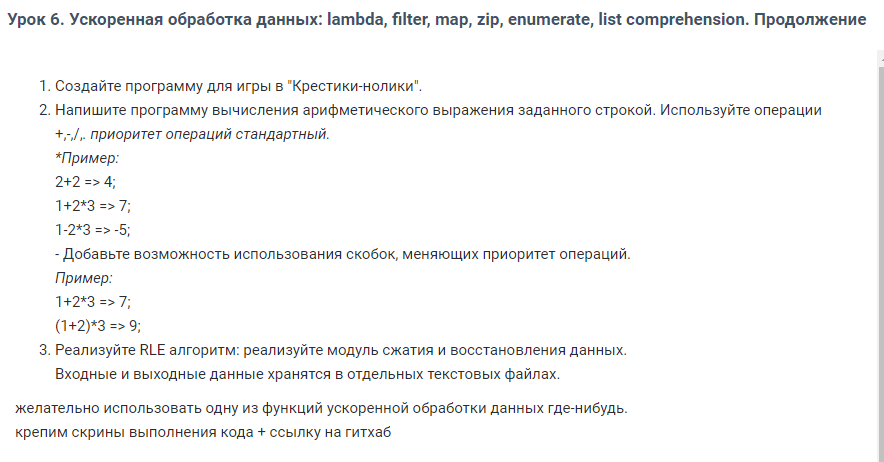 Урок 6. Ускоренная обработка данных: lambda, filter, map, zip, enumerate, list comprehension. Продолжение
1. Создайте программу для игры в "Крестики-нолики".
2. Напишите программу вычисления арифметического выражения заданного строкой. Используйте операции
+,-,/,. приоритет операций стандартный.
*Пример:
2+2 => 4;
1+2*3 => 7;
1-2*3 => -5;
- Добавьте возможность использования скобок, меняющих приоритет операций.
Пример:
1+2*3 => 7;
(1+2)*3 => 9;
3. Реализуйте RLE алгоритм: реализуйте модуль сжатия и восстановления данных.
Входные и выходные данные хранятся в отдельных текстовых файлах.
желательно использовать одну из функций ускоренной обработки данных где-нибудь.
крепим скрины выполнения кода + ссылку на гитхаб